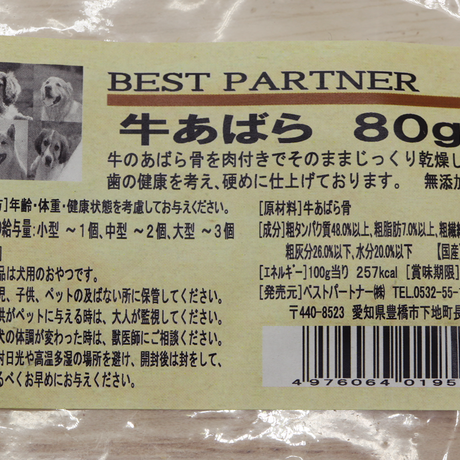 BEST PARTNER
牛あばら 80g
牛のあばら骨を肉付きでそのままじっくり乾燥し
歯の健康を考え、硬めに仕上げております。 無添加
方]年齢・体重・健康状態を考慮してお与えください。
給与量:小型 ~1個、中型 ~2個、大型 ~3個
品は犬用のおやつです。
児、子供、ペットの及ばない所に保管してください。
供がペットに与える時は、大人が監視してください。
犬の体調が変わった時は、獣医師にご相談ください。
射日光や高温多湿の場所を避け、開封後は封をして、
るべくお早めにお与えください。
[原材料]牛あばら骨
[成分]粗タンパク質48.0%以上、粗脂肪7.0%以上、粗繊維
粗灰分26.0%以下、水分20.0%以下 【国産
[エネルギー]100g当り 257kcal [賞味期限]
[発売元]ベストパートナー㈱ TEL.0532-55-1
〒440-8523 愛知県豊橋市下地町長
4 976064 0195